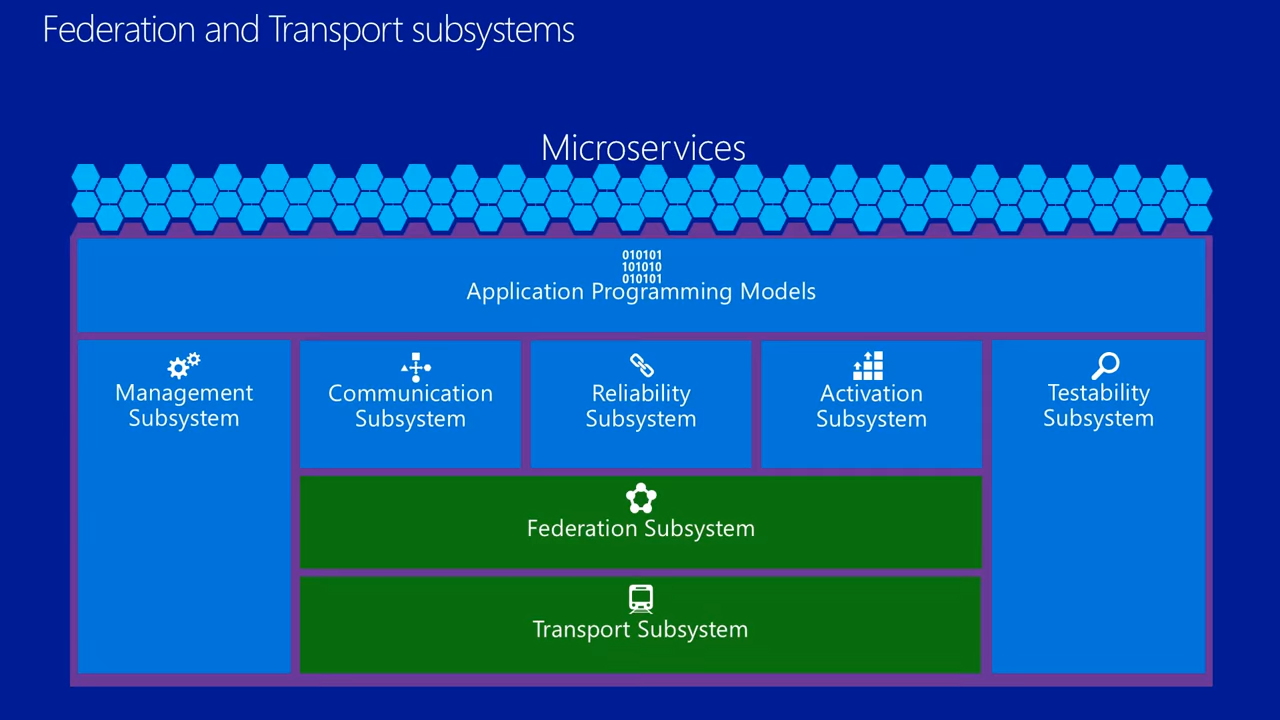 Federation and Transport subsystems
Microservices
010101
101010
010101
Application Programming Models
Management
Subsystem
Communication
Subsystem
Reliability
Subsystem
Activation
Subsystem
Testability
Subsystem
Federation Subsystem
Transport Subsystem